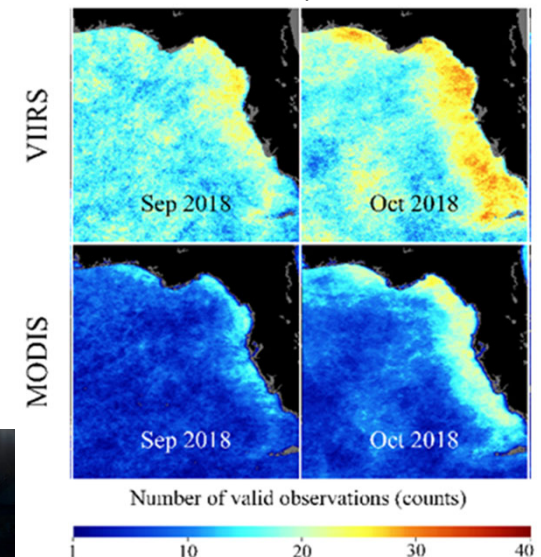 VIIRS
Sep 2018
Oct 2018
MODIS
Sep 2018
Oct 2018
Number of valid observations (counts)
1 10 20 30 40